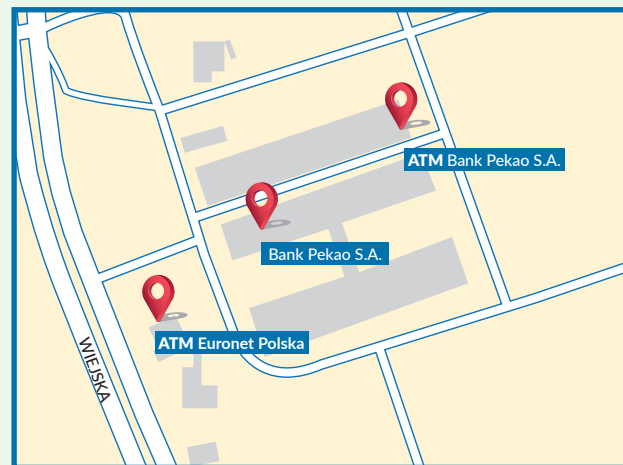 ATM Bank Pekao S.A.
Bank Pekao S.A.
ATM Euronet Polska
WIEJSKA